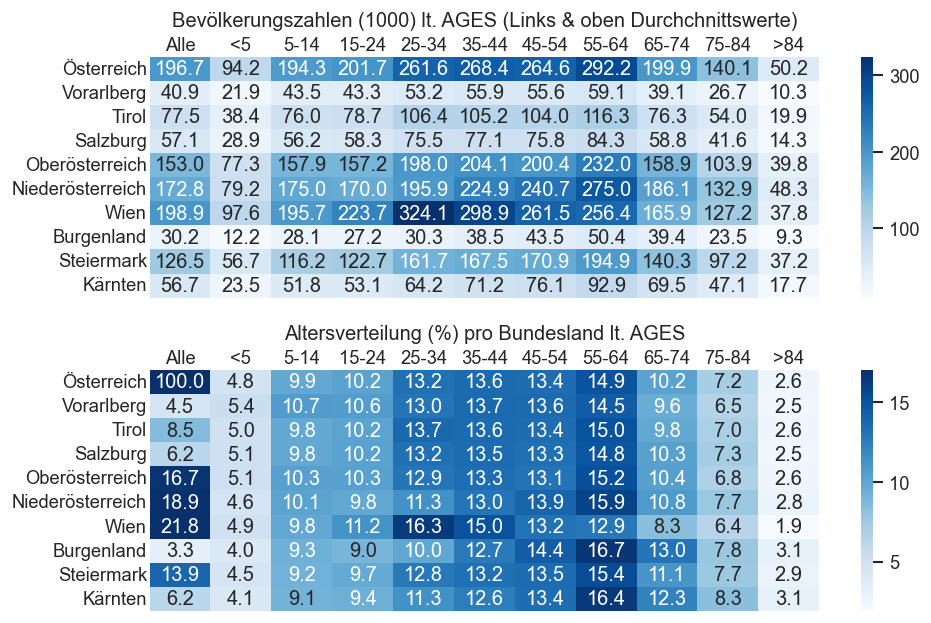 Bevölkerungszahlen (1000) lt. AGES (Links & oben Durchchnittswerte)
Alle <5 5-14 15-24 25-34 35-44 45-54 55-64 65-74 75-84 >84
Österreich 196.7 94.2 194.3 201.7 261.6 268.4 264.6 292.2 199.9 140.1 50.2
Vorarlberg 40.9 21.9 43.5 43.3 53.2 55.9 55.6 59.1 39.1 26.7 10.3
Tirol 77.5 38.4 76.0 78.7 106.4 105.2 104.0 116.3 76.3 54.0 19.9
Salzburg 57.1 28.9 56.2 58.3 75.5 77.1 75.8 84.3 58.8 41.6 14.3
Oberösterreich 153.0 77.3 157.9 157.2 198.0 204.1 200.4 232.0 158.9 103.9 39.8
Niederösterreich 172.8 79.2 175.0 170.0 195.9 224.9 240.7 275.0 186.1 132.9 48.3
Wien 198.9 97.6 195.7 223.7 324.1 298.9 261.5 256.4 165.9 127.2 37.8
Burgenland 30.2 12.2 28.1 27.2 30.3 38.5 43.5 50.4 39.4 23.5 9.3
Steiermark 126.5 56.7 116.2 122.7 161.7 167.5 170.9 194.9 140.3 97.2 37.2
Kärnten 56.7 23.5 51.8 53.1 64.2 71.2 76.1 92.9 69.5 47.1 17.7
300
200
100
Altersverteilung (%) pro Bundesland lt. AGES
Alle <5 5-14 15-24 25-34 35-44 45-54 55-64 65-74 75-84 >84
Österreich 100.0 4.8 9.9 10.2 13.2 13.6 13.4 14.9 10.2 7.2 2.6
Vorarlberg 4.5 5.4 10.7 10.6 13.0 13.7 13.6 14.5 9.6 6.5 2.5
Tirol 8.5 5.0 9.8 10.2 13.7 13.6 13.4 15.0 9.8 7.0 2.6
Salzburg 6.2 5.1 9.8 10.2 13.2 13.5 13.3 14.8 10.3 7.3 2.5
Oberösterreich 16.7 5.1 10.3 10.3 12.9 13.3 13.1 15.2 10.4 6.8 2.6
Niederösterreich 18.9 4.6 10.1 9.8 11.3 13.0 13.9 15.9 10.8 7.7 2.8
Wien 21.8 4.9 9.8 11.2 16.3 15.0 13.2 12.9 8.3 6.4 1.9
Burgenland 3.3 4.0 9.3 9.0 10.0 12.7 14.4 16.7 13.0 7.8 3.1
Steiermark 13.9 4.5 9.2 9.7 12.8 13.2 13.5 15.4 11.1 7.7 2.9
Kärnten 6.2 4.1 9.1 9.4 11.3 12.6 13.4 16.4 12.3 8.3 3.1
15
10
5